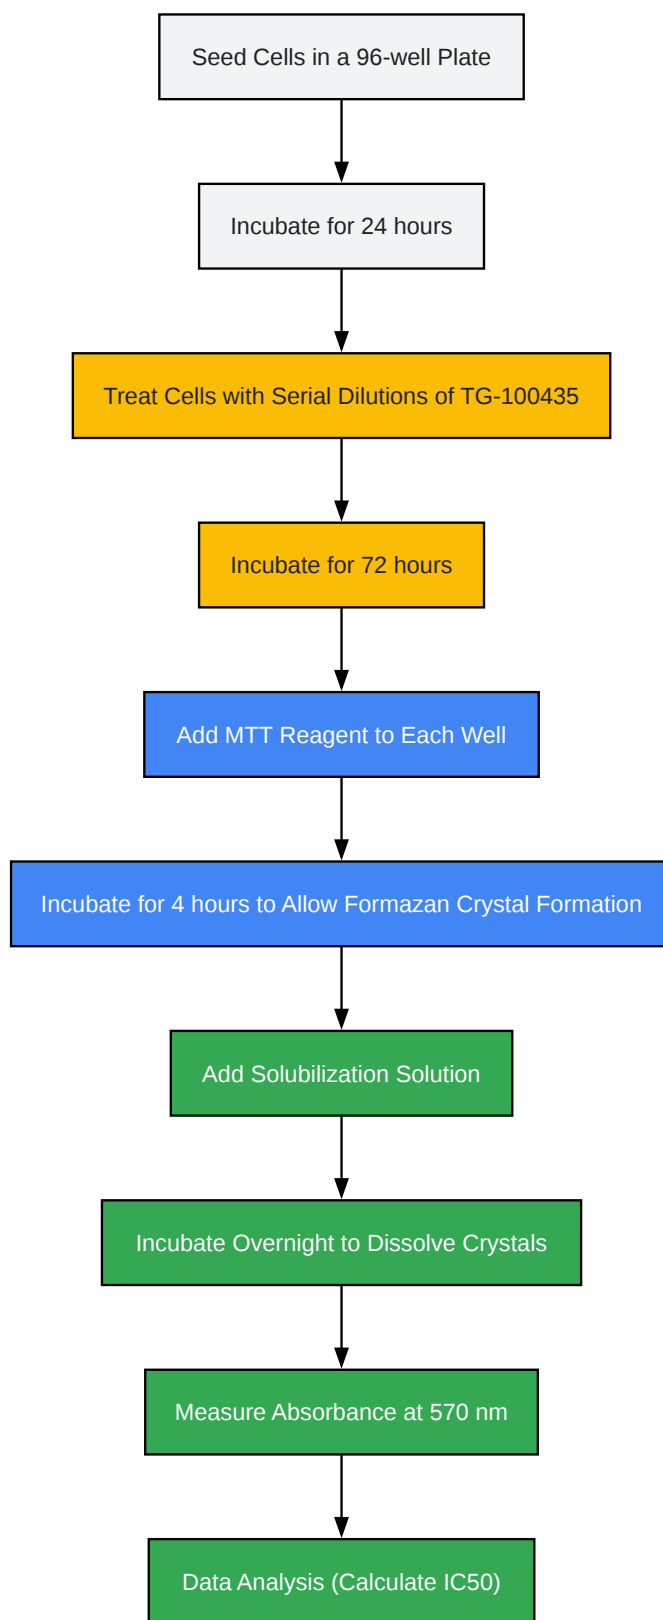 Seed Cells in a 96-well Plate
Incubate for 24 hours
Treat Cells with Serial Dilutions of TG-100435
Incubate for 72 hours
Add MTT Reagent to Each Well
Incubate for 4 hours to Allow Formazan Crystal Formation
Add Solubilization Solution
Incubate Overnight to Dissolve Crystals
Measure Absorbance at 570 nm
Data Analysis (Calculate IC50)